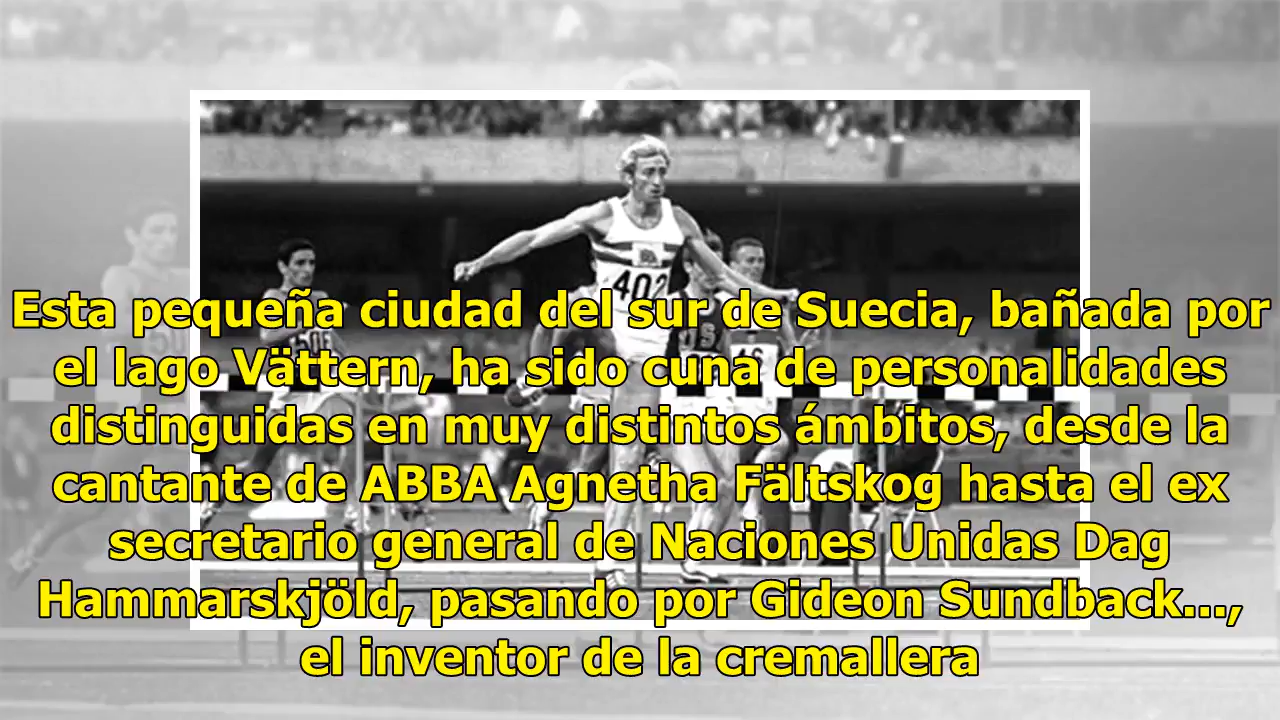 402
Esta pequeña ciudad del sur de Suecia, bañada por
el lago Vättern, ha sido cuna de personalidades
distinguidas en muy distintos ámbitos, desde la
cantante de ABBA Agnetha Fältskog hasta el ex
secretario general de Naciones Unidas Dag
Hammarskjöld, pasando por Gideon Sundback...,
el inventor de la cremallera